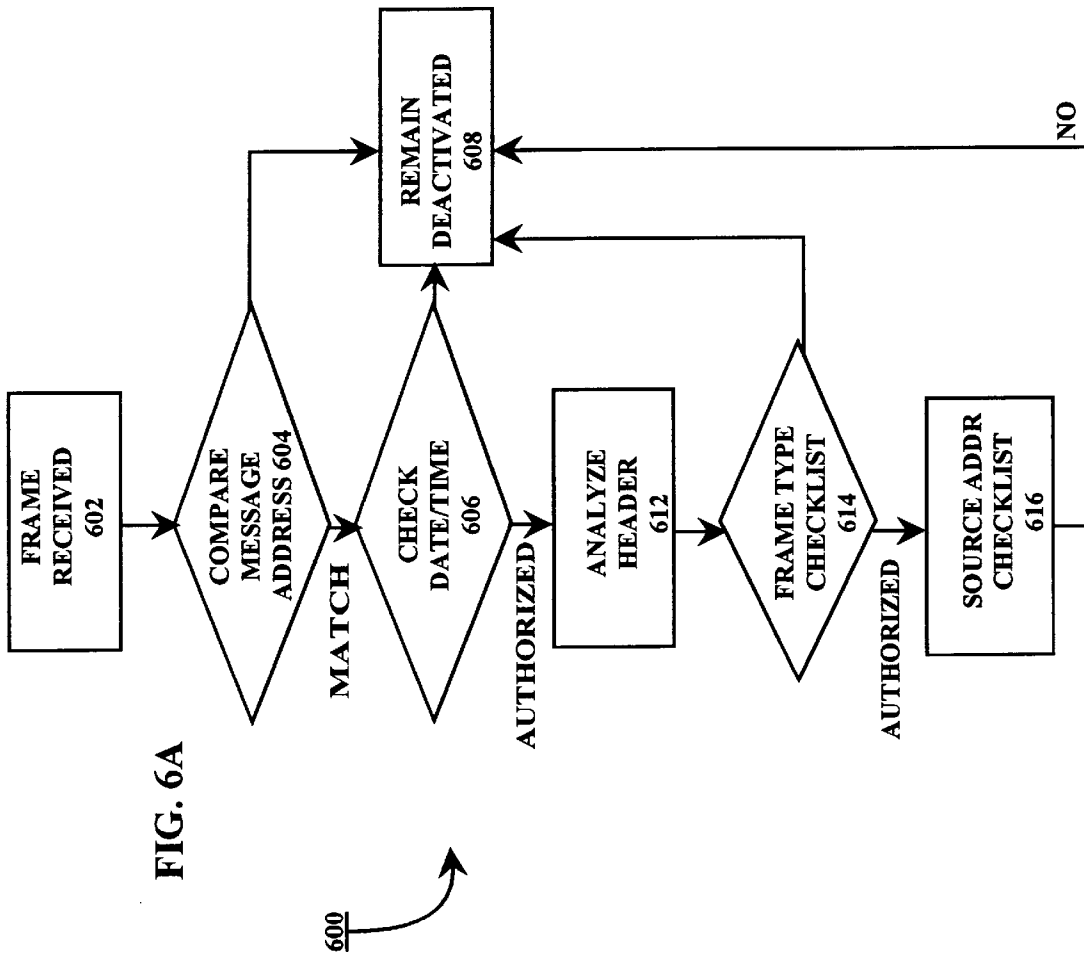 FIG. 6A
600
FRAME
RECEIVED
602
COMPARE
MESSAGE
ADDRESS 604
MATCH
CHECK
DATE/TIME
606
REMAIN
DEACTIVATED
608
AUTHORIZED
ANALYZE
HEADER
612
FRAME TYPE
CHECKLIST
614
AUTHORIZED
SOURCE ADDR
CHECKLIST
616
NO